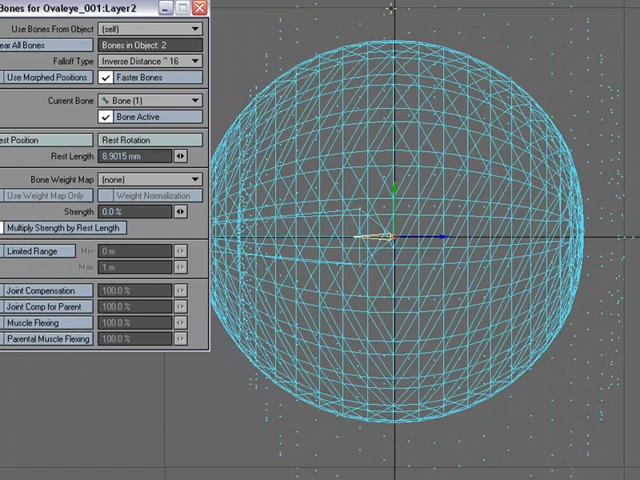 Bones for Ovaleye_001:Layer2
Use Bones From Object (self)
ear All Bones Bones in Object: 2
Falloff Type Inverse Distance ^ 16
Use Morphed Positions Faster Bones
Current Bone Bone (1)
Bone Active
est Position Rest Rotation
Rest Length 8.9015 mm
Bone Weight Map (none)
Use Weight Map Only Weight Normalization
Strength 0.0 %
Multiply Strength by Rest Length
Limited Range Min 0 m
Max 1 m
Joint Compensation 100.0 %
Joint Comp for Parent 100.0 %
Muscle Flexing 100.0 %
Parental Muscle Flexing 100.0 %